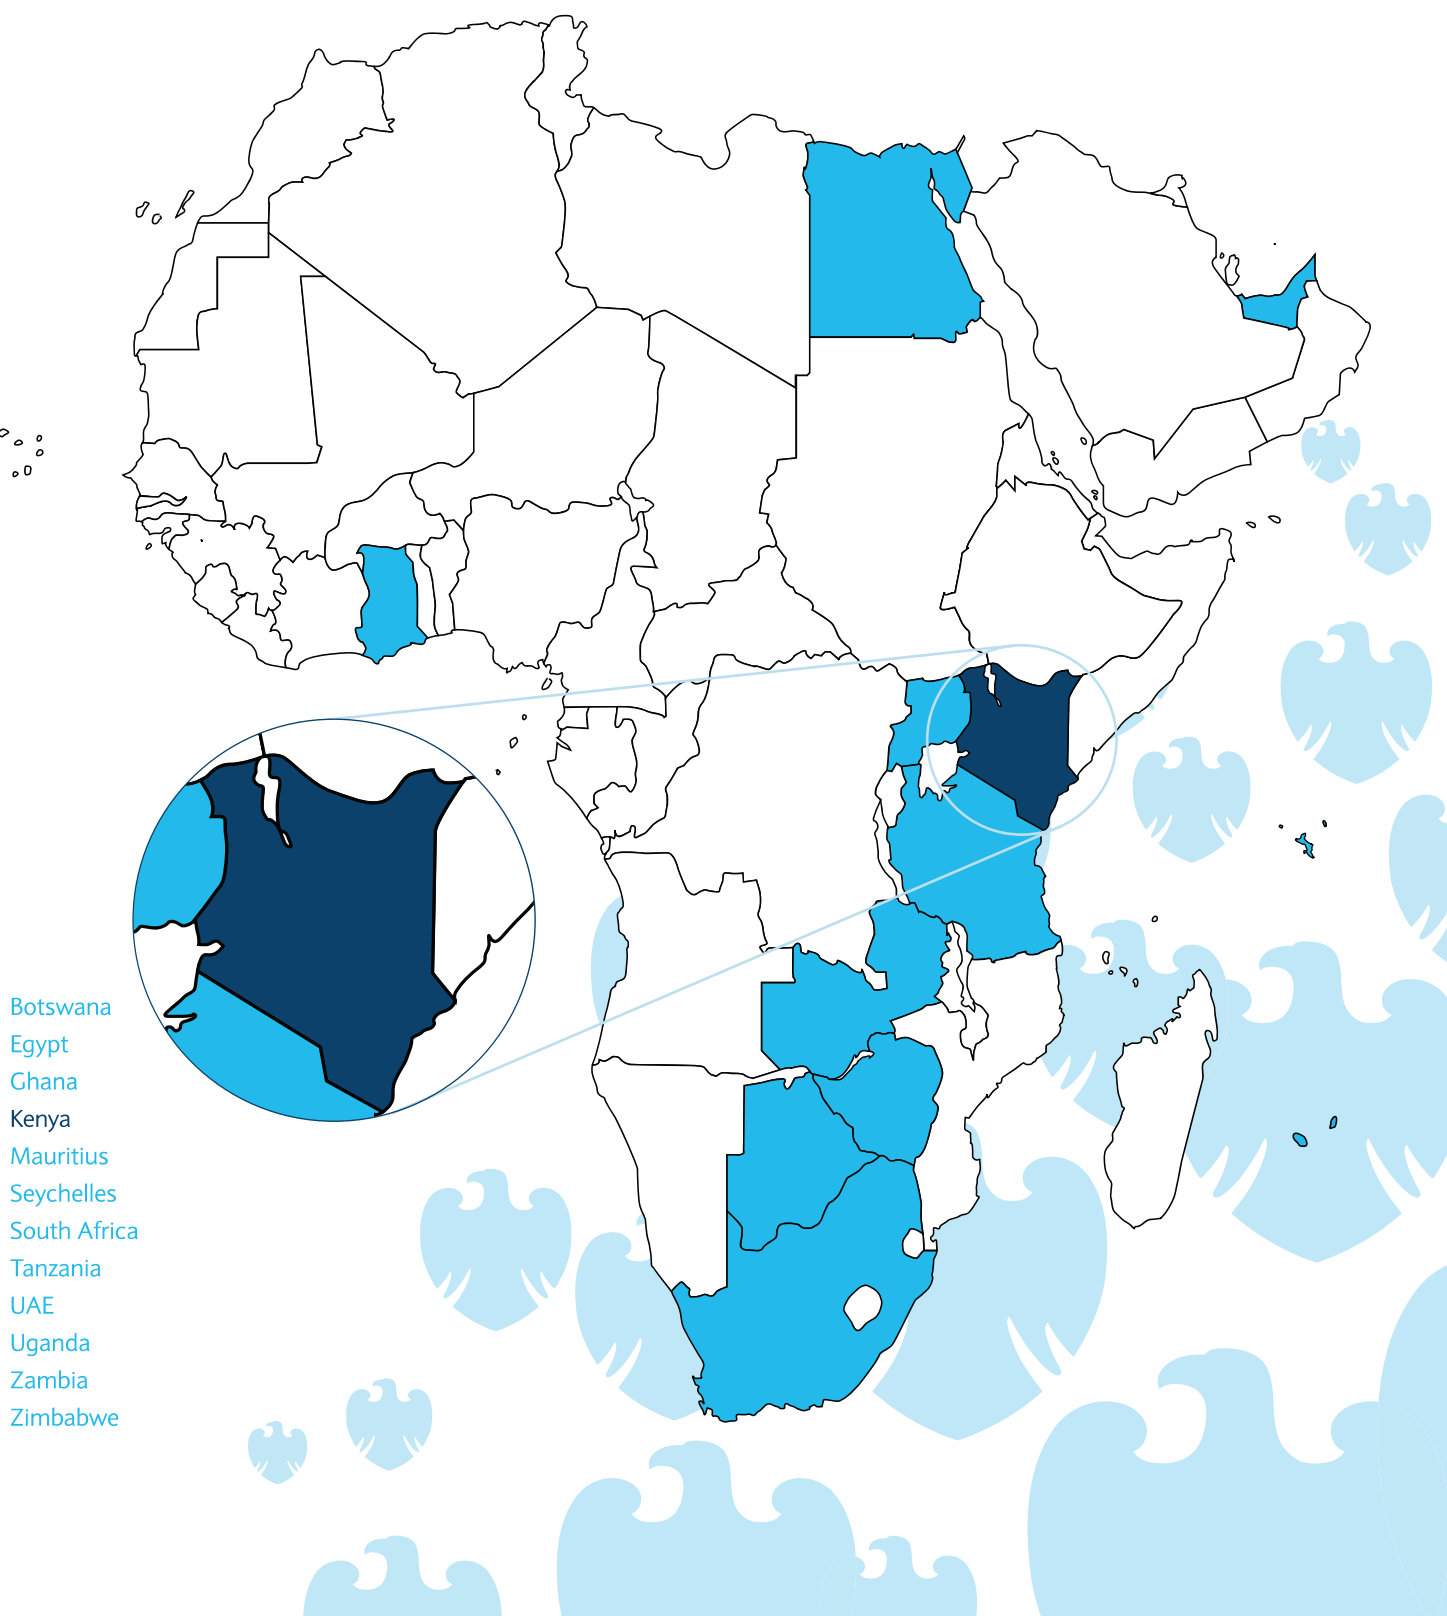 Botswana
Egypt
Ghana
Kenya
Mauritius
Seychelles
South Africa
Tanzania
UAE
Uganda
Zambia
Zimbabwe